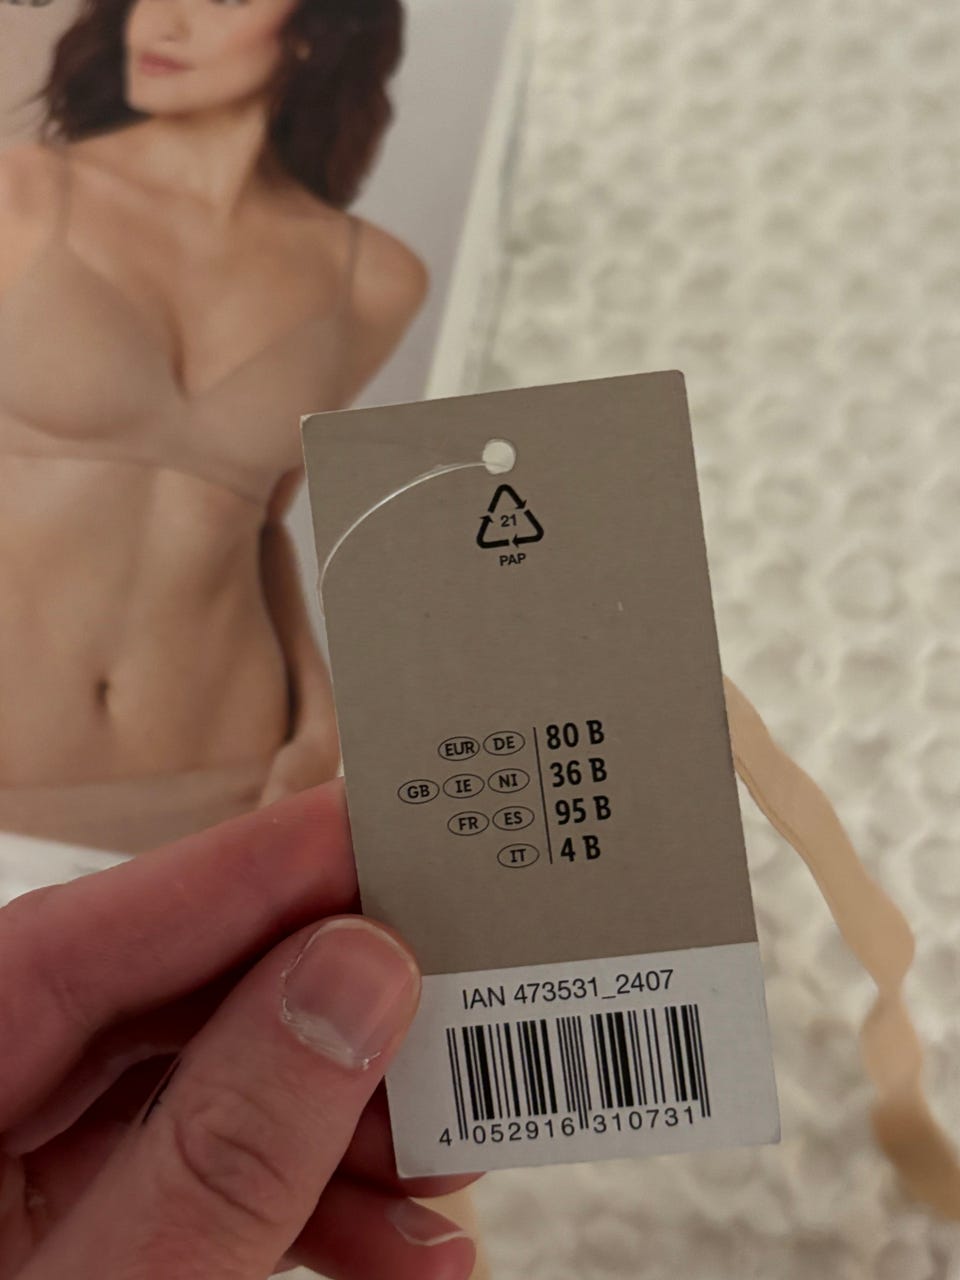 21
PAP
EUR DE 80 B
GB IE NI 36 B
FR ES 95 B
IT 4 B
IAN 473531_2407
4 052916 310731